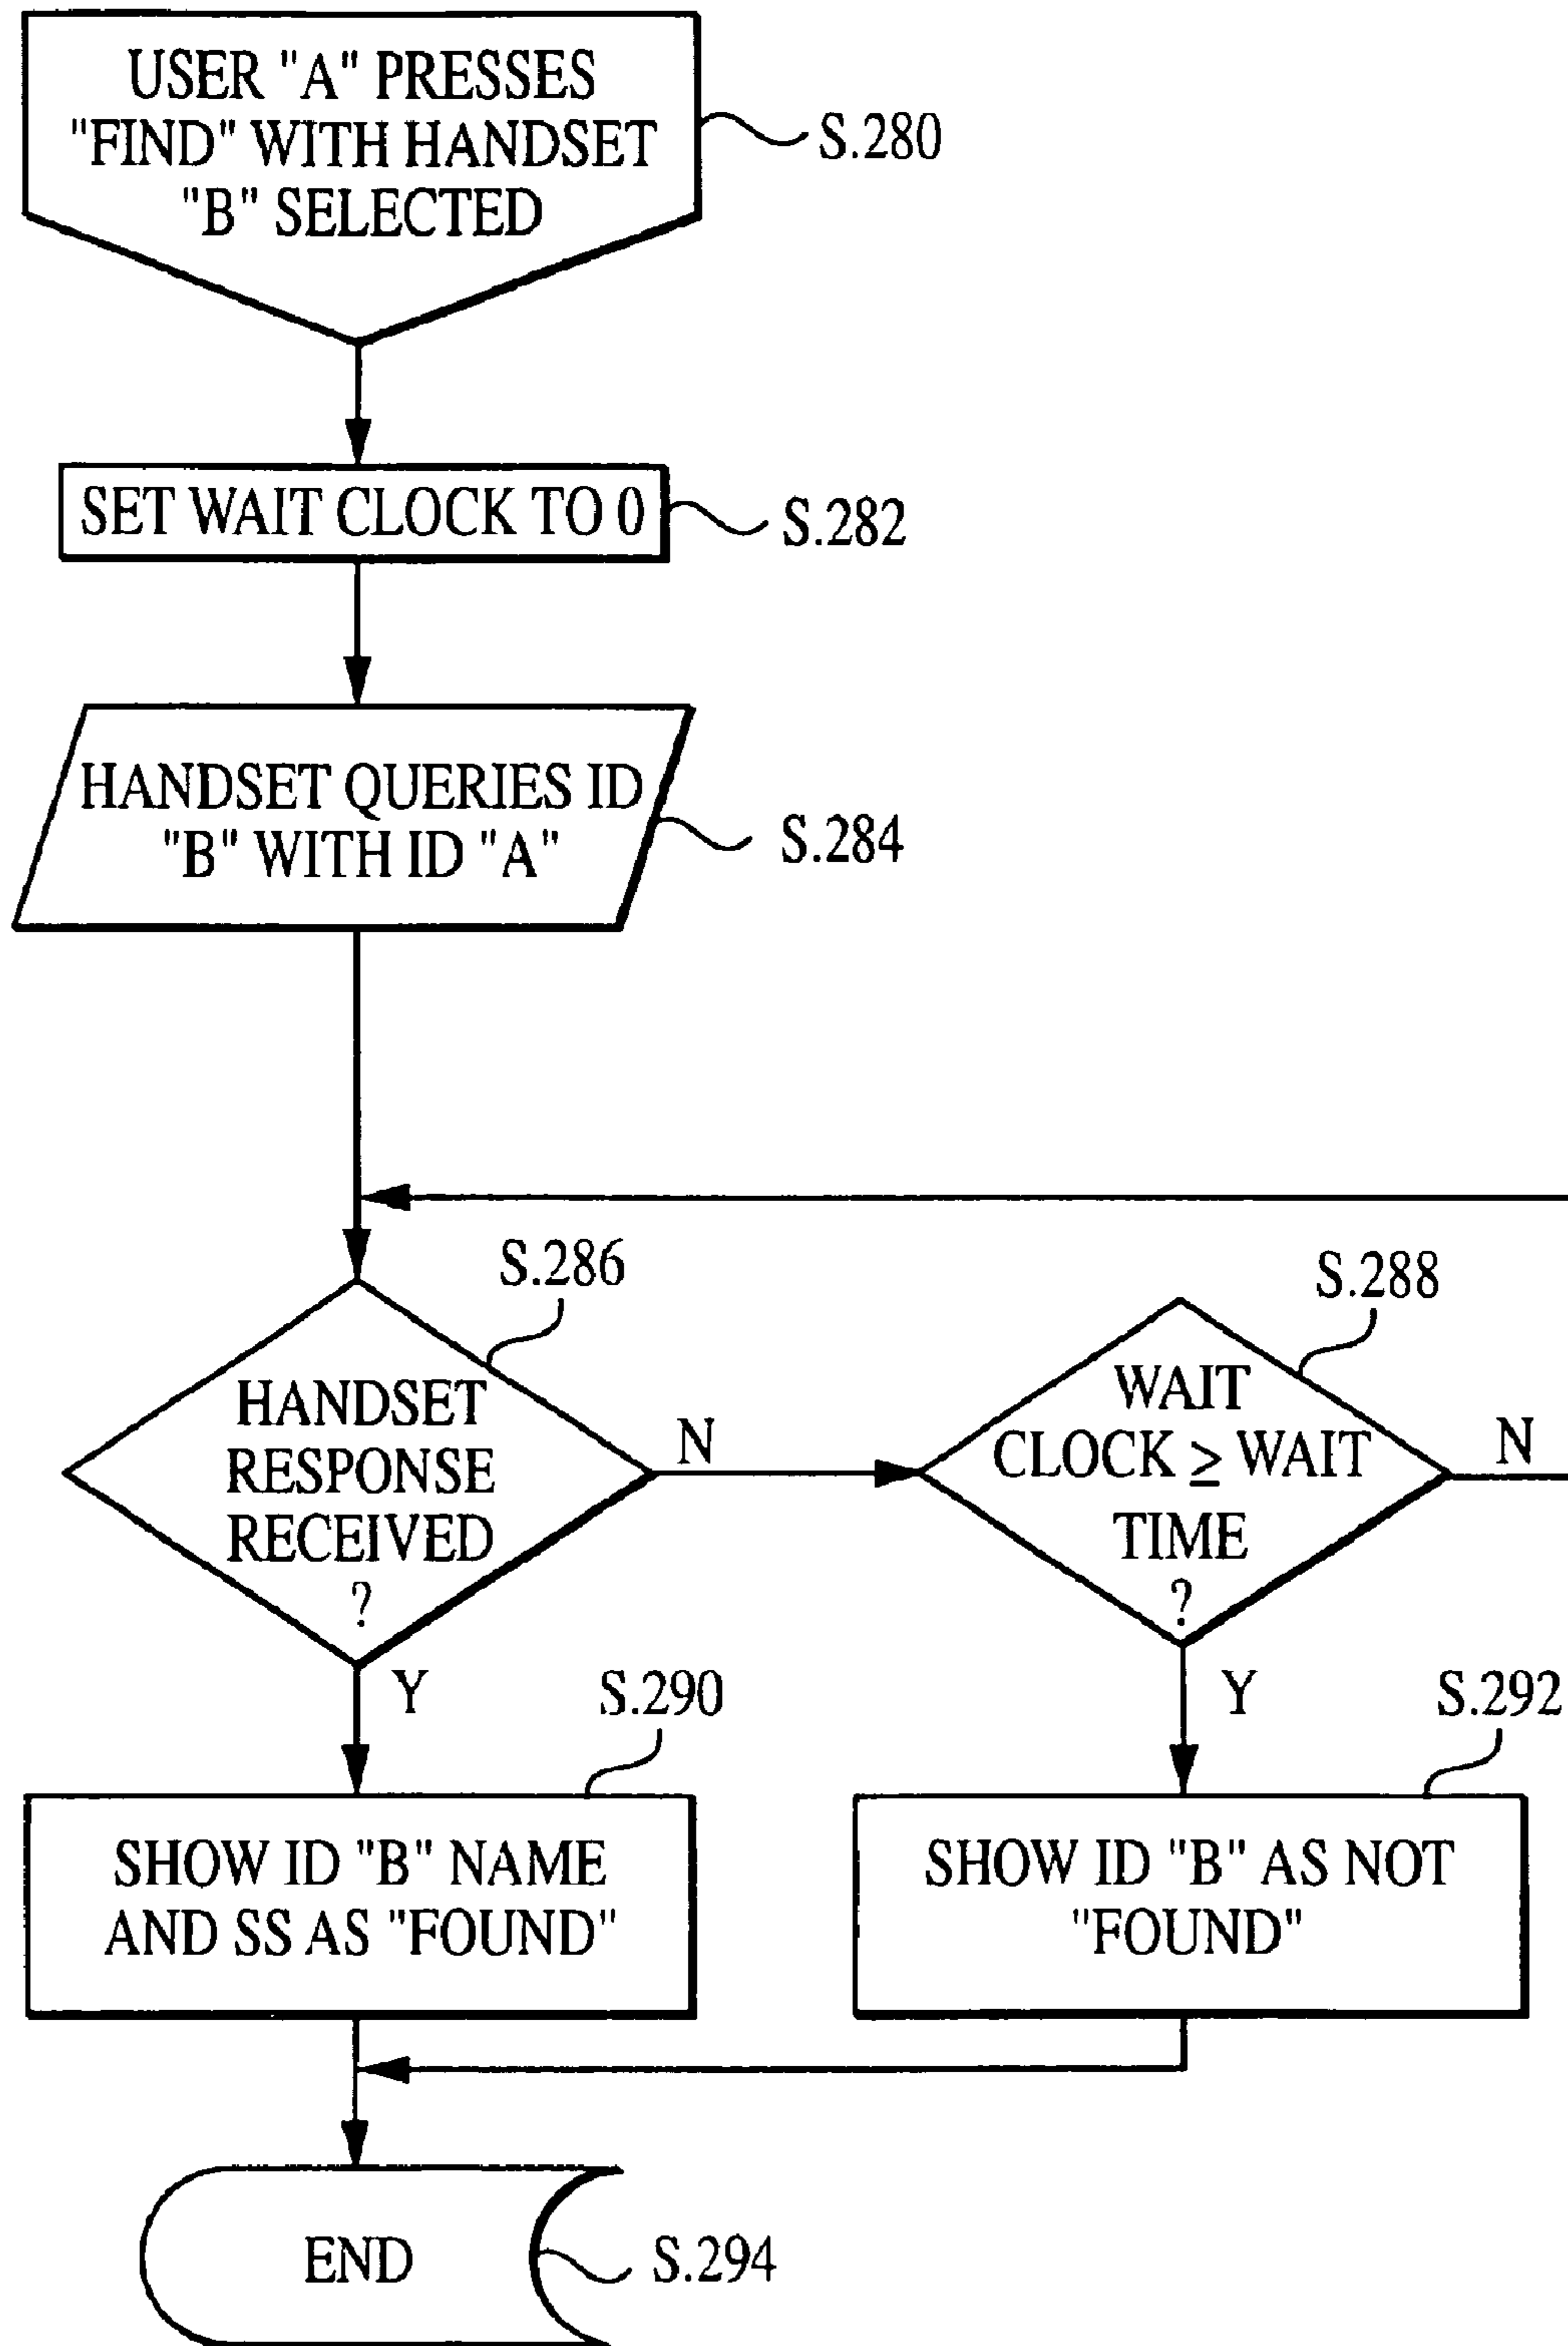 USER "A" PRESSES
"FIND" WITH HANDSET
"B" SELECTED
S.280
SET WAIT CLOCK TO 0
S.282
HANDSET QUERIES ID
"B" WITH ID "A"
S.284
S.286
HANDSET
RESPONSE
RECEIVED
?
N
Y
S.288
WAIT
CLOCK ≥ WAIT
TIME
?
N
Y
S.290
SHOW ID "B" NAME
AND SS AS "FOUND"
S.292
SHOW ID "B" AS NOT
"FOUND"
END
S.294